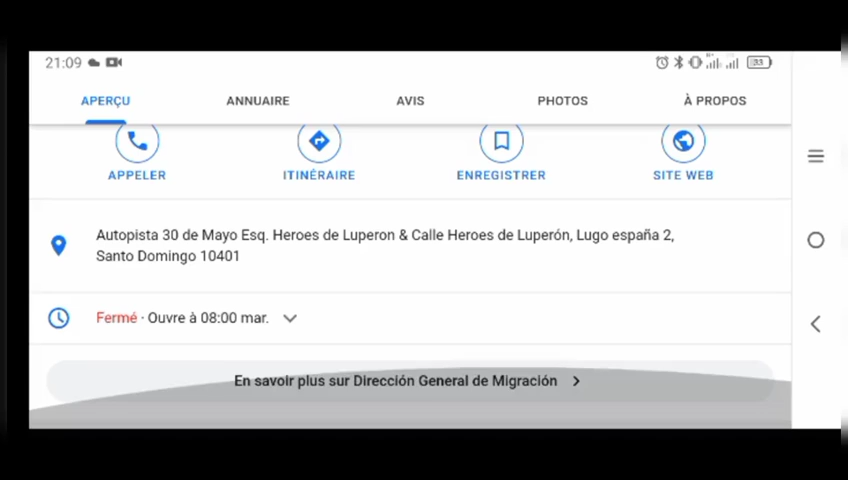 21:09
33
APERÇU ANNUAIRE AVIS PHOTOS À PROPOS
APPELER ITINÉRAIRE ENREGISTRER SITE WEB
Autopista 30 de Mayo Esq. Heroes de Luperon & Calle Heroes de Luperón, Lugo españa 2,
Santo Domingo 10401
Fermé · Ouvre à 08:00 mar.
En savoir plus sur Dirección General de Migración